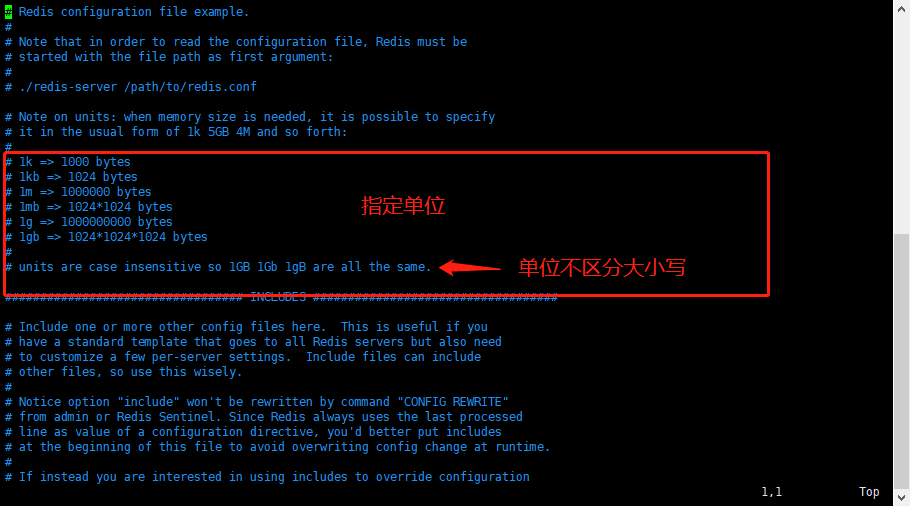 # Redis configuration file example.
#
# Note that in order to read the configuration file, Redis must be
# started with the file path as first argument:
#
# ./redis-server /path/to/redis.conf
# Note on units: when memory size is needed, it is possible to specify
# it in the usual form of 1k 5GB 4M and so forth:
#
# 1k => 1000 bytes
# 1kb => 1024 bytes
# 1m => 1000000 bytes
# 1mb => 1024*1024 bytes
指定单位
# 1g => 1000000000 bytes
# 1gb => 1024*1024*1024 bytes
#
# units are case insensitive so 1GB 1Gb 1gB are all the same.
单位不区分大小写
################################## INCLUDES ###################################
# Include one or more other config files here.  This is useful if you
# have a standard template that goes to all Redis servers but also need
# to customize a few per-server settings.  Include files can include
# other files, so use this wisely.
#
# Notice option "include" won't be rewritten by command "CONFIG REWRITE"
# from admin or Redis Sentinel. Since Redis always uses the last processed
# line as value of a configuration directive, you'd better put includes
# at the beginning of this file to avoid overwriting config change at runtime.
#
# If instead you are interested in using includes to override configuration
1,1 Top